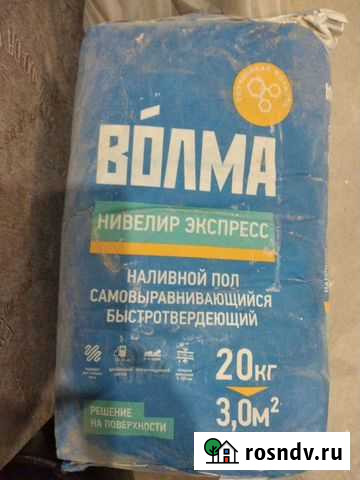 ВОЛМА
НИВЕЛИР ЭКСПРЕСС
НАЛИВНОЙ ПОЛ
САМОВЫРАВНИВАЮЩИЙСЯ
БЫСТРОТВЕРДЕЮЩИЙ
20кг
3,0м²
РЕШЕНИЕ
НА ПОВЕРХНОСТИ
rosndv.ru